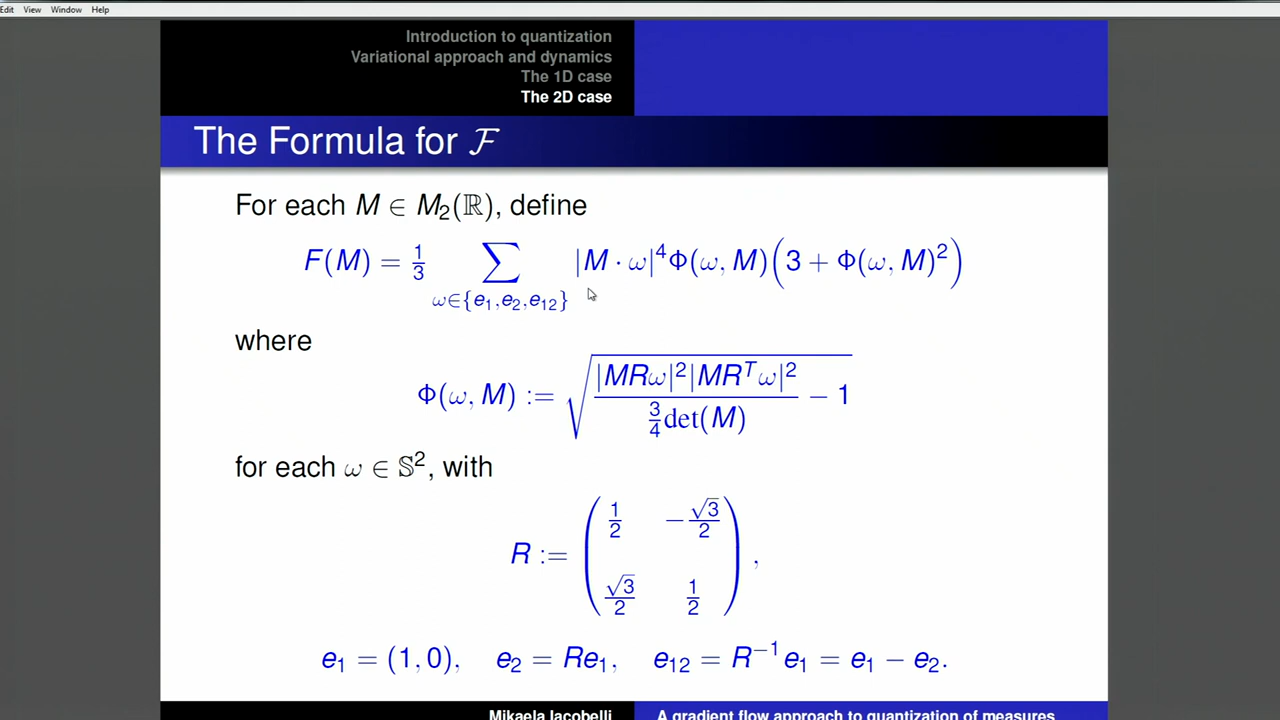 Edit View Window Help
Introduction to quantization
Variational approach and dynamics
The 1D case
The 2D case
The Formula for ℱ
For each M ∈ M₂(ℝ), define
F(M) = 1/3 ∑_{ω∈{e₁,e₂,e₁₂}} |M · ω|⁴Φ(ω, M)(3 + Φ(ω, M)²)
where
Φ(ω, M) := √(|MRω|²|MRᵀω|² / (3/4 det(M)) − 1)
for each ω ∈ 𝕊², with
R := ( 1/2 −√3/2 ; √3/2 1/2 ) ,
e₁ = (1, 0), e₂ = Re₁, e₁₂ = R⁻¹e₁ = e₁ − e₂.
Mikaela Iacobelli A gradient flow approach to quantization of measures